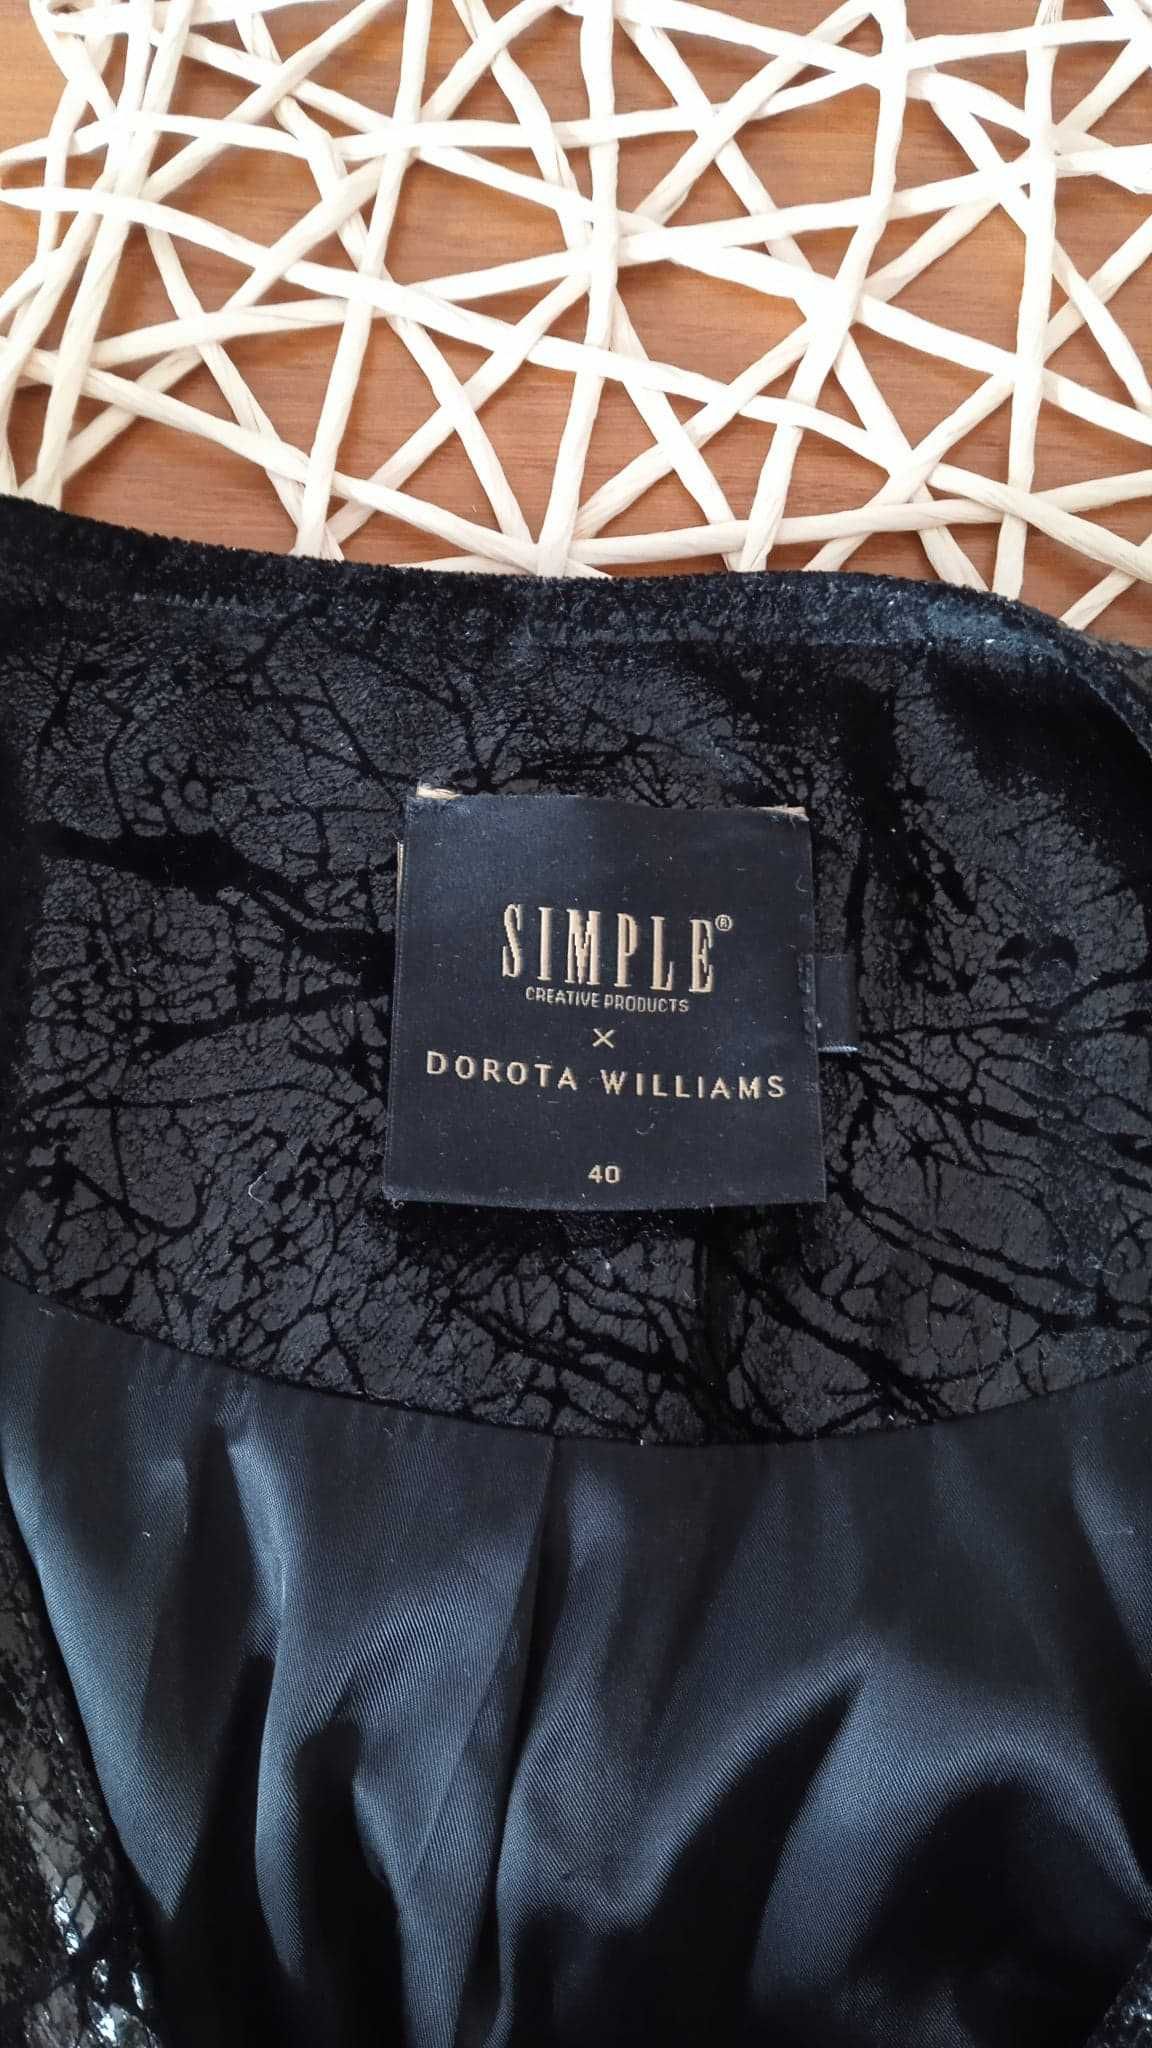 SIMPLE®
CREATIVE PRODUCTS
X
DOROTA WILLIAMS
40